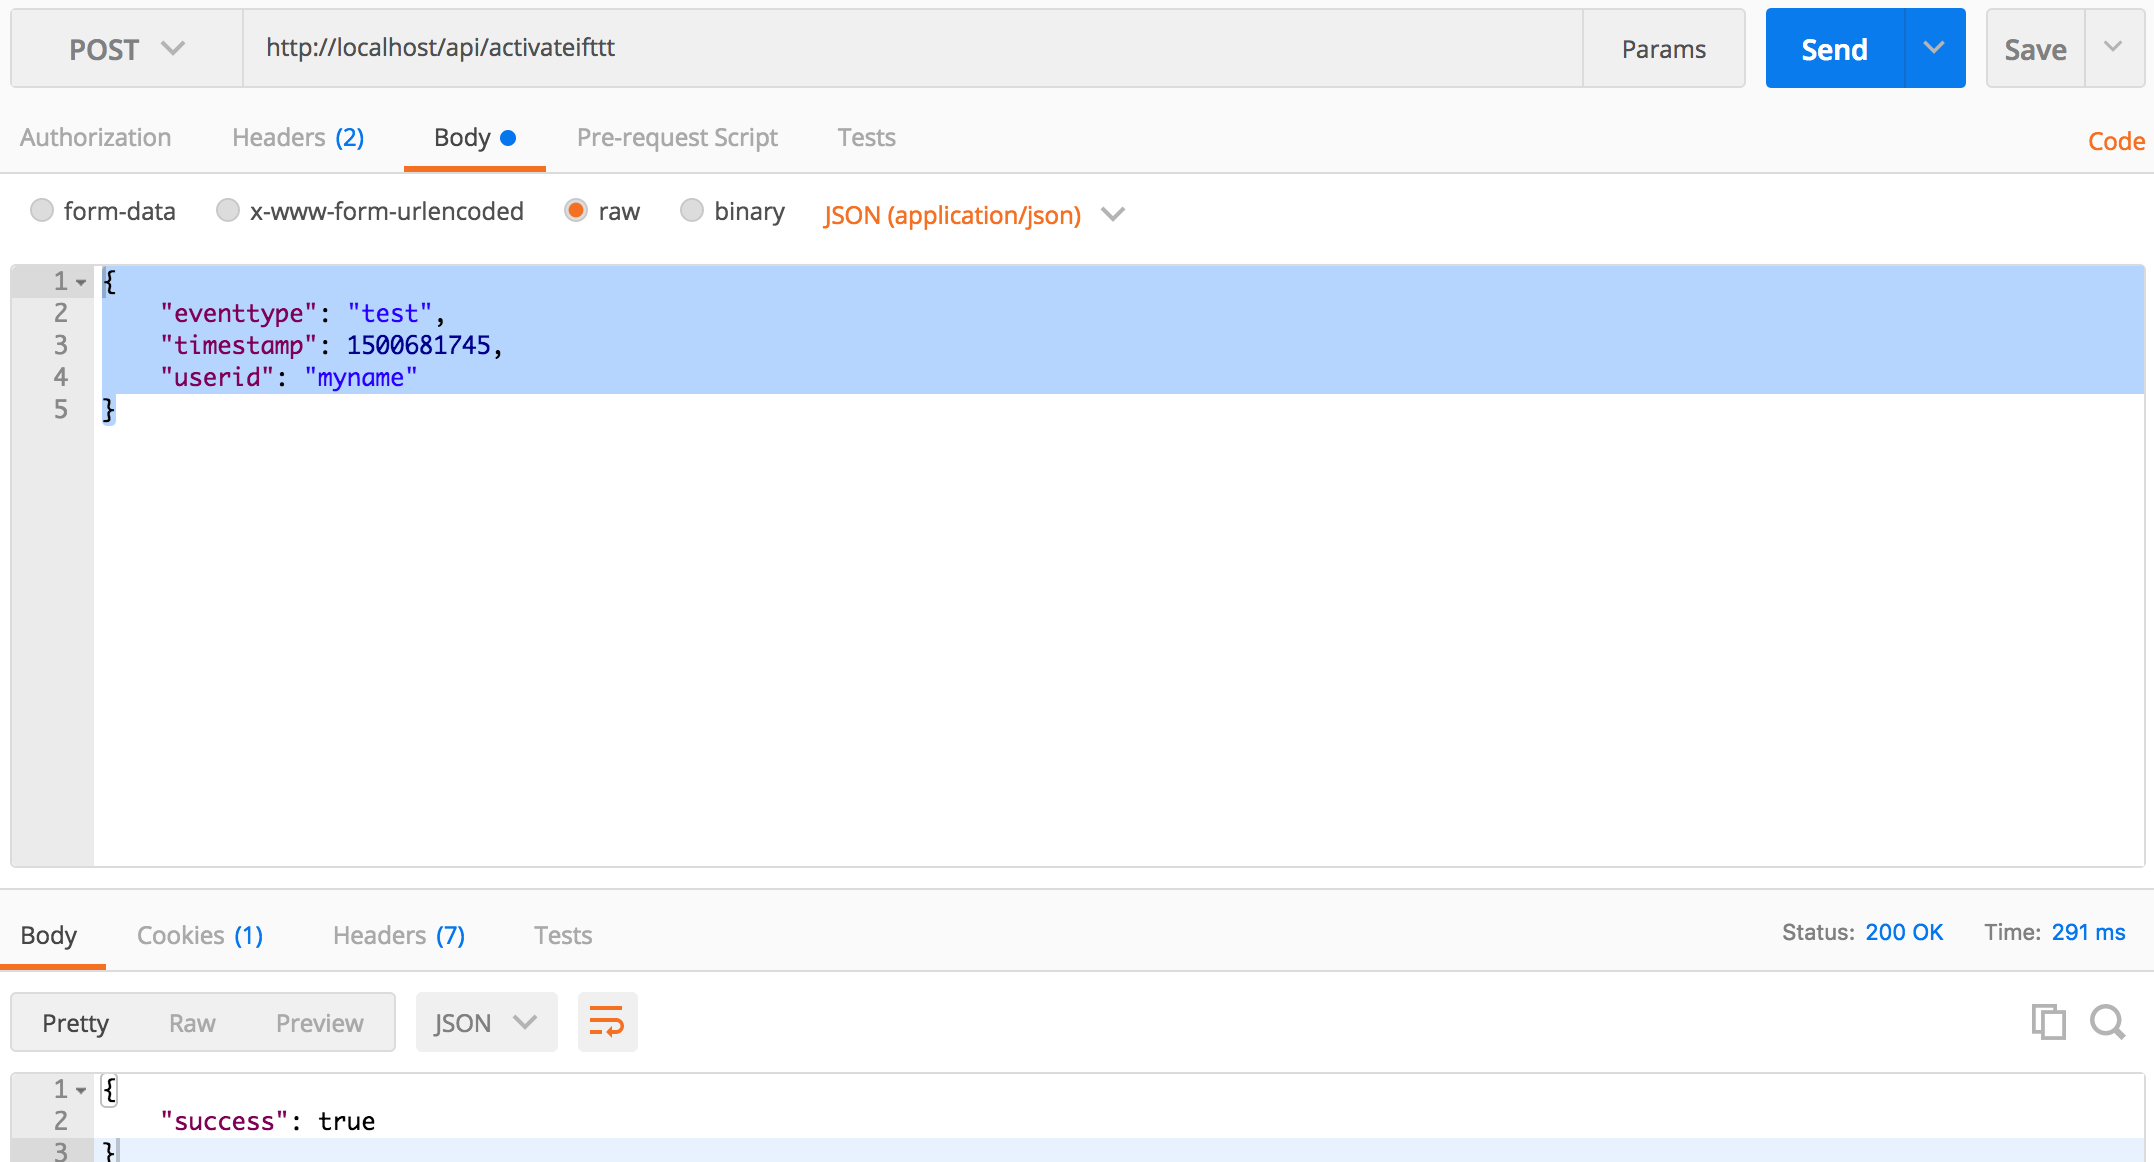 POST http://localhost/api/activateifttt Params Send Save
Authorization Headers (2) Body Pre-request Script Tests Code
form-data x-www-form-urlencoded raw binary JSON (application/json)
1 {
2 "eventtype": "test",
3 "timestamp": 1500681745,
4 "userid": "myname"
5 }
Body Cookies (1) Headers (7) Tests Status: 200 OK Time: 291 ms
Pretty Raw Preview JSON
1 {
2 "success": true
3 }